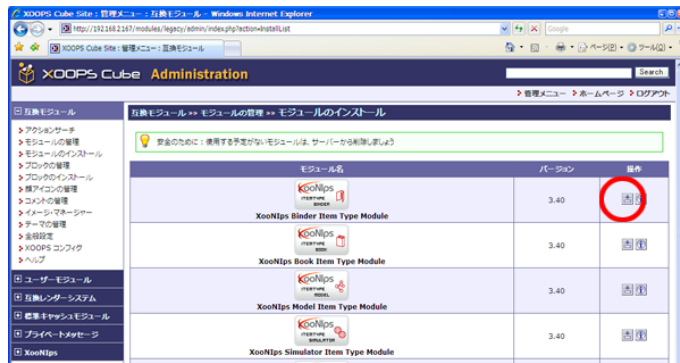 XOOPS Cube Site : 管理メニュー : 互換モジュール - Windows Internet Explorer
http://192.168.2.167/modules/legacy/admin/index.php?action=InstallList
Google
XOOPS Cube Site : 管理メニュー : 互換モジュール
ページ(P)
ツール(O)
XOOPS Cube Administration
Search
管理メニュー ホームページ ログアウト
互換モジュール
アクションサーチ
モジュールの管理
モジュールのインストール
ブロックの管理
ブロックのインストール
顔アイコンの管理
コメントの管理
イメージ・マネージャー
テーマの管理
全般設定
XOOPS コンフィグ
ヘルプ
ユーザーモジュール
互換レンダーシステム
標準キャッシュモジュール
プライベートメッセージ
XooNIps
互換モジュール »» モジュールの管理 »» モジュールのインストール
安全のために：使用する予定がないモジュールは、サーバーから削除しましょう
モジュール名 バージョン 操作
XooNIps
ITEMTYPE
BINDER
XooNIps Binder Item Type Module
3.40
XooNIps
ITEMTYPE
BOOK
XooNIps Book Item Type Module
3.40
XooNIps
ITEMTYPE
MODEL
XooNIps Model Item Type Module
3.40
XooNIps
ITEMTYPE
SIMULATOR
XooNIps Simulator Item Type Module
3.40